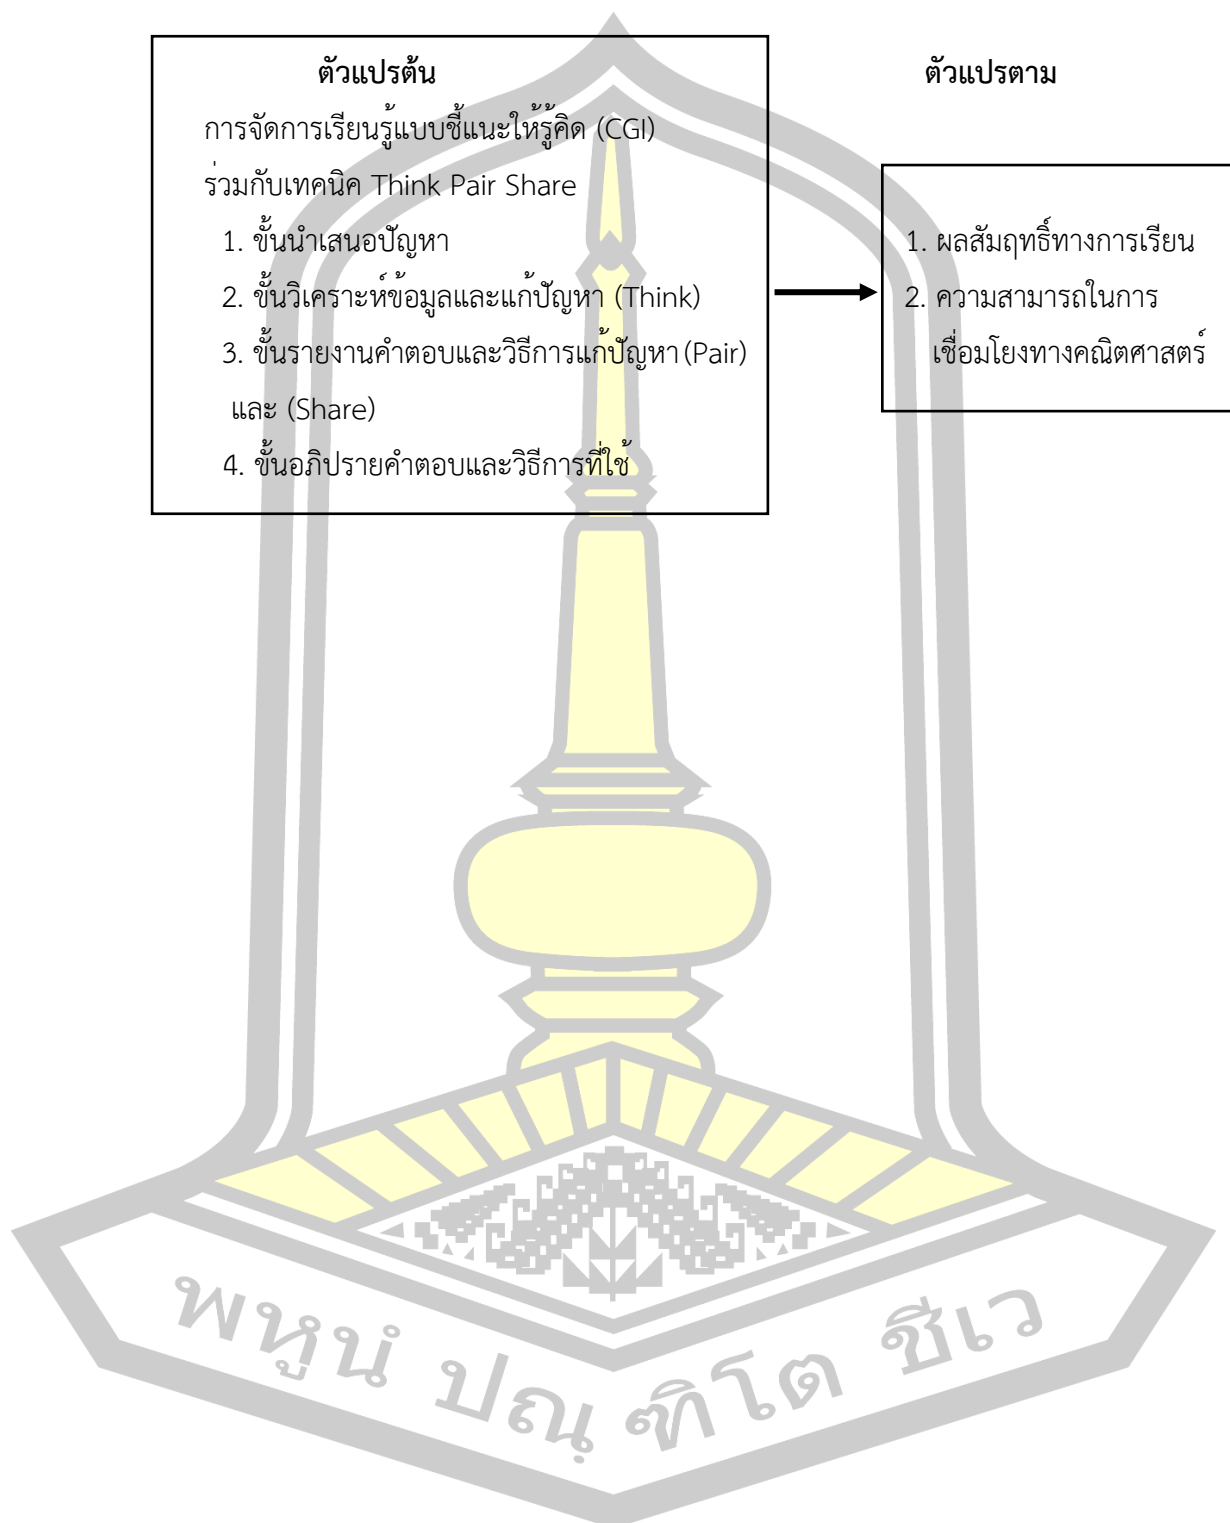 ตัวแปรต้น
การจัดการเรียนรู้แบบชี้แนะให้รู้คิด (CGI)
ร่วมกับเทคนิค Think Pair Share
1. ขั้นนำเสนอปัญหา
2. ขั้นวิเคราะห์ข้อมูลและแก้ปัญหา (Think)
3. ขั้นรายงานคำตอบและวิธีการแก้ปัญหา (Pair)
และ (Share)
4. ขั้นอภิปรายคำตอบและวิธีการที่ใช้
ตัวแปรตาม
1. ผลสัมฤทธิ์ทางการเรียน
2. ความสามารถในการ
เชื่อมโยงทางคณิตศาสตร์
พหูนํ ปณฺ ฑิโต ชีเว